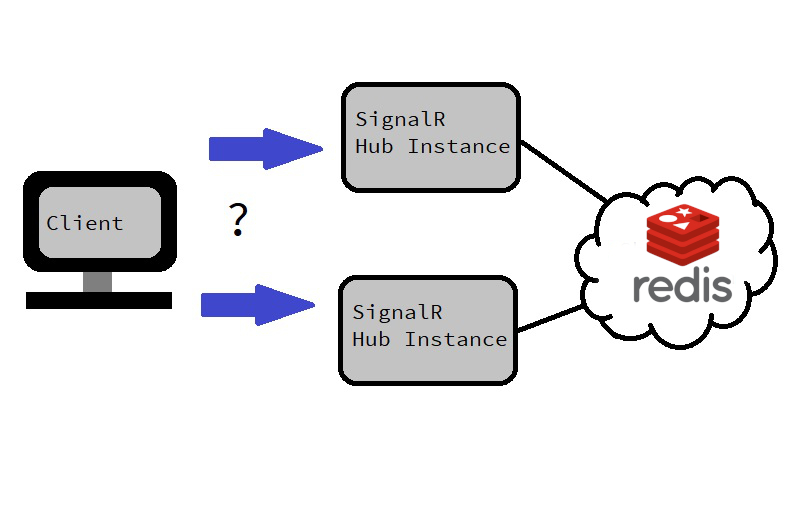 SignalR
Hub Instance
Client
?
redis
SignalR
Hub Instance